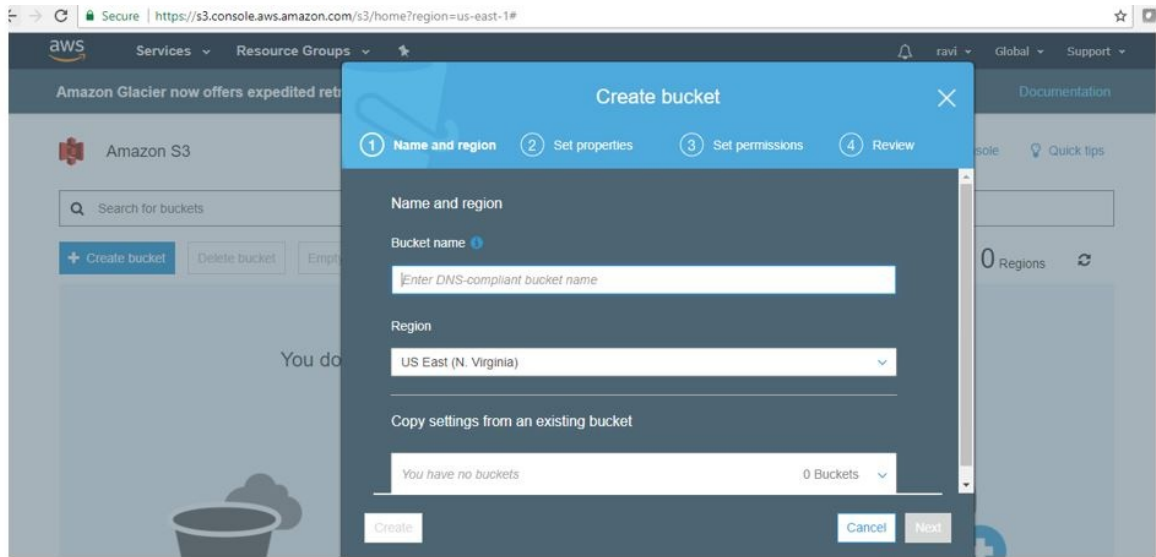 Secure | https://s3.console.aws.amazon.com/s3/home?region=us-east-1#
aws Services Resource Groups ravi Global Support
Amazon Glacier now offers expedited ret Documentation
Create bucket
1 Name and region 2 Set properties 3 Set permissions 4 Review
Amazon S3 sole Quick tips
Search for buckets
Name and region
Bucket name
+ Create bucket Delete bucket Empt 0 Regions
Enter DNS-compliant bucket name
Region
US East (N. Virginia)
You do
Copy settings from an existing bucket
You have no buckets 0 Buckets
Create Cancel Next